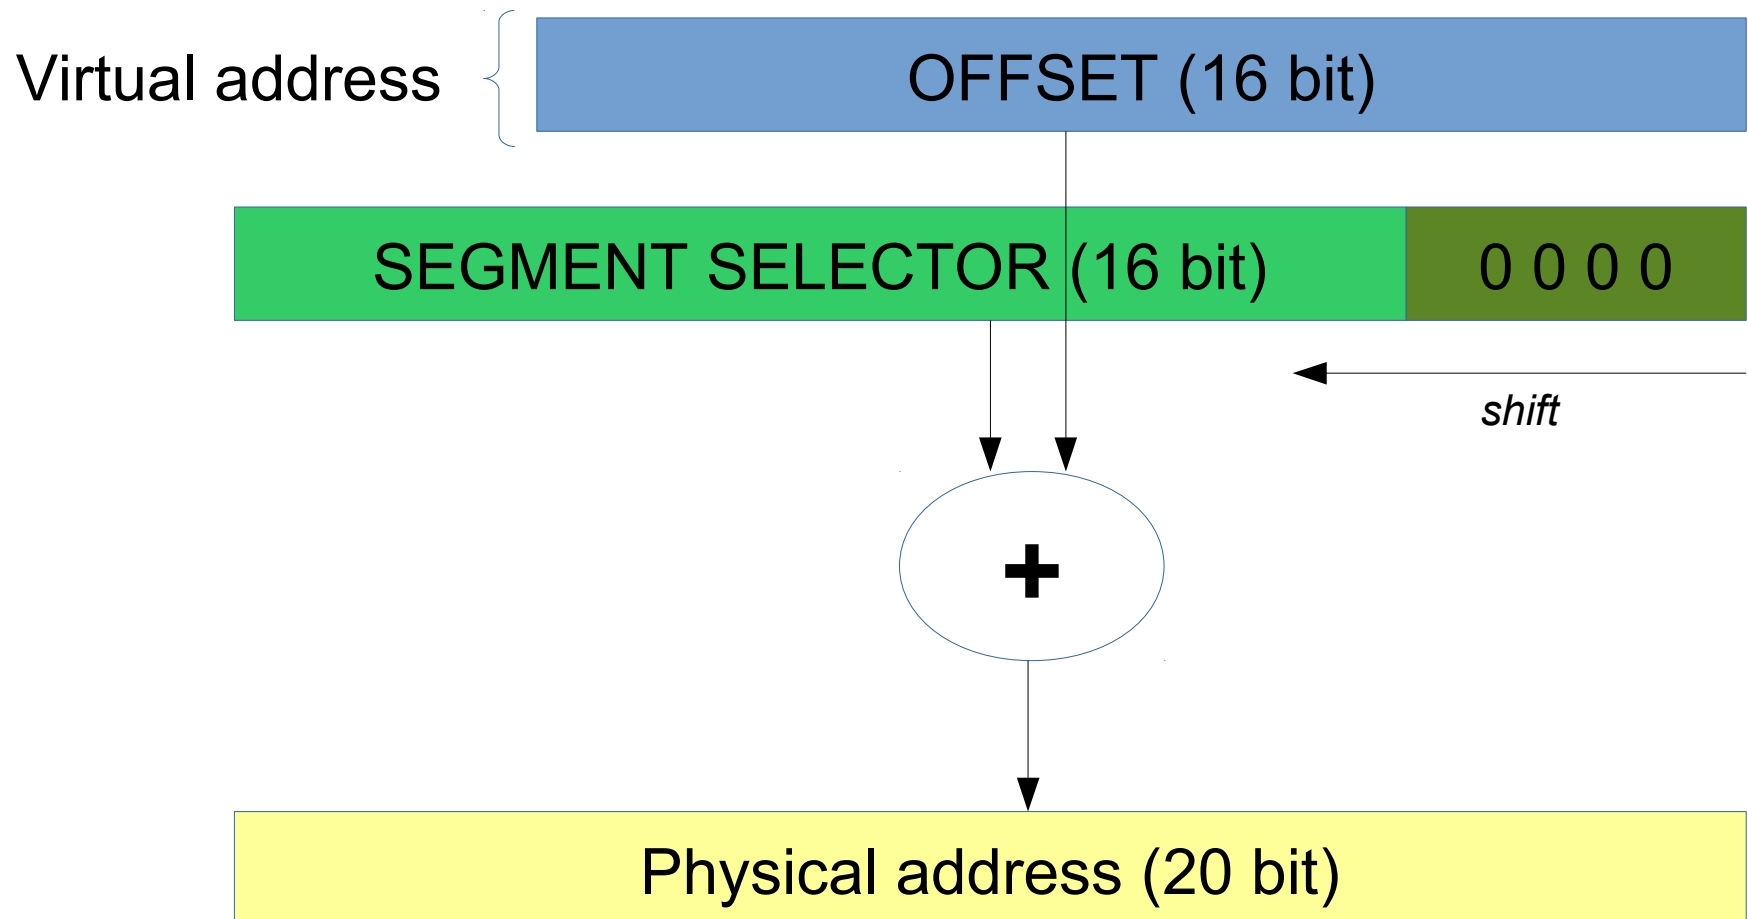 Virtual address
OFFSET (16 bit)
SEGMENT SELECTOR (16 bit)
0 0 0 0
shift
+
Physical address (20 bit)